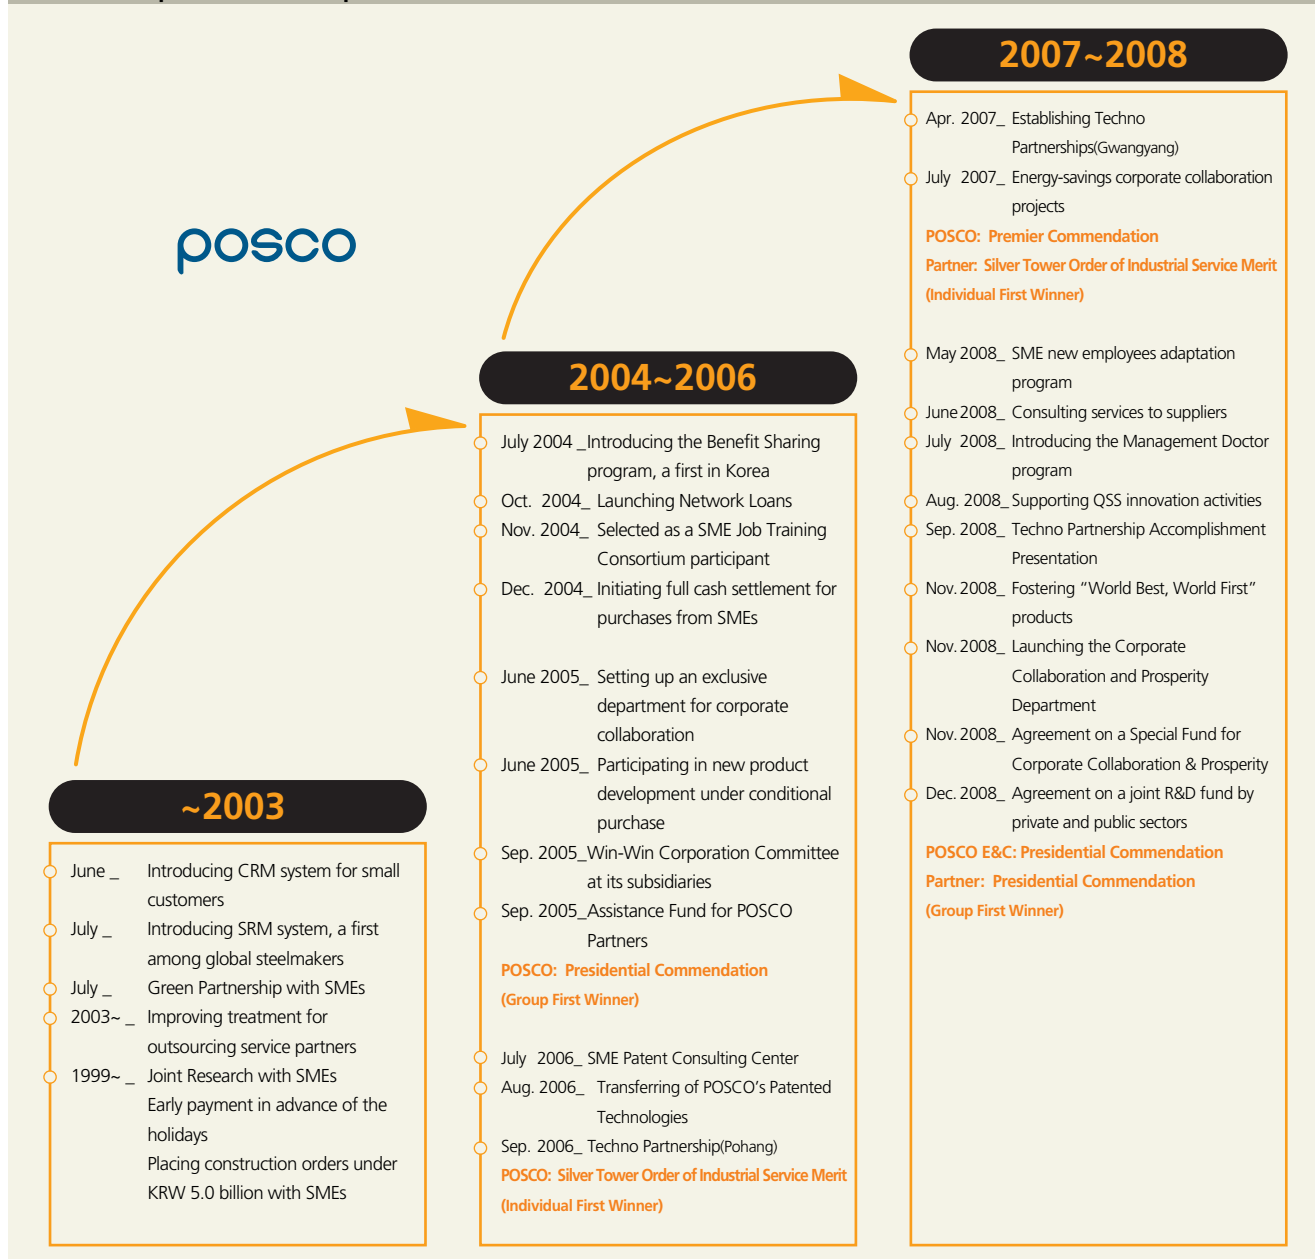 posco
~2003
June _ Introducing CRM system for small
customers
July _ Introducing SRM system, a first
among global steelmakers
July _ Green Partnership with SMEs
2003~ _ Improving treatment for
outsourcing service partners
1999~ _ Joint Research with SMEs
Early payment in advance of the
holidays
Placing construction orders under
KRW 5.0 billion with SMEs
2004~2006
July 2004 _Introducing the Benefit Sharing
program, a first in Korea
Oct. 2004_ Launching Network Loans
Nov. 2004_ Selected as a SME Job Training
Consortium participant
Dec. 2004_ Initiating full cash settlement for
purchases from SMEs
June 2005_ Setting up an exclusive
department for corporate
collaboration
June 2005_ Participating in new product
development under conditional
purchase
Sep. 2005_Win-Win Corporation Committee
at its subsidiaries
Sep. 2005_Assistance Fund for POSCO
Partners
POSCO: Presidential Commendation
(Group First Winner)
July 2006_ SME Patent Consulting Center
Aug. 2006_ Transferring of POSCO's Patented
Technologies
Sep. 2006_ Techno Partnership(Pohang)
POSCO: Silver Tower Order of Industrial Service Merit
(Individual First Winner)
2007~2008
Apr. 2007_ Establishing Techno
Partnerships(Gwangyang)
July 2007_ Energy-savings corporate collaboration
projects
POSCO: Premier Commendation
Partner: Silver Tower Order of Industrial Service Merit
(Individual First Winner)
May 2008_ SME new employees adaptation
program
June 2008_ Consulting services to suppliers
July 2008_ Introducing the Management Doctor
program
Aug. 2008_ Supporting QSS innovation activities
Sep. 2008_ Techno Partnership Accomplishment
Presentation
Nov. 2008_ Fostering “World Best, World First”
products
Nov. 2008_ Launching the Corporate
Collaboration and Prosperity
Department
Nov. 2008_ Agreement on a Special Fund for
Corporate Collaboration & Prosperity
Dec. 2008_ Agreement on a joint R&D fund by
private and public sectors
POSCO E&C: Presidential Commendation
Partner: Presidential Commendation
(Group First Winner)